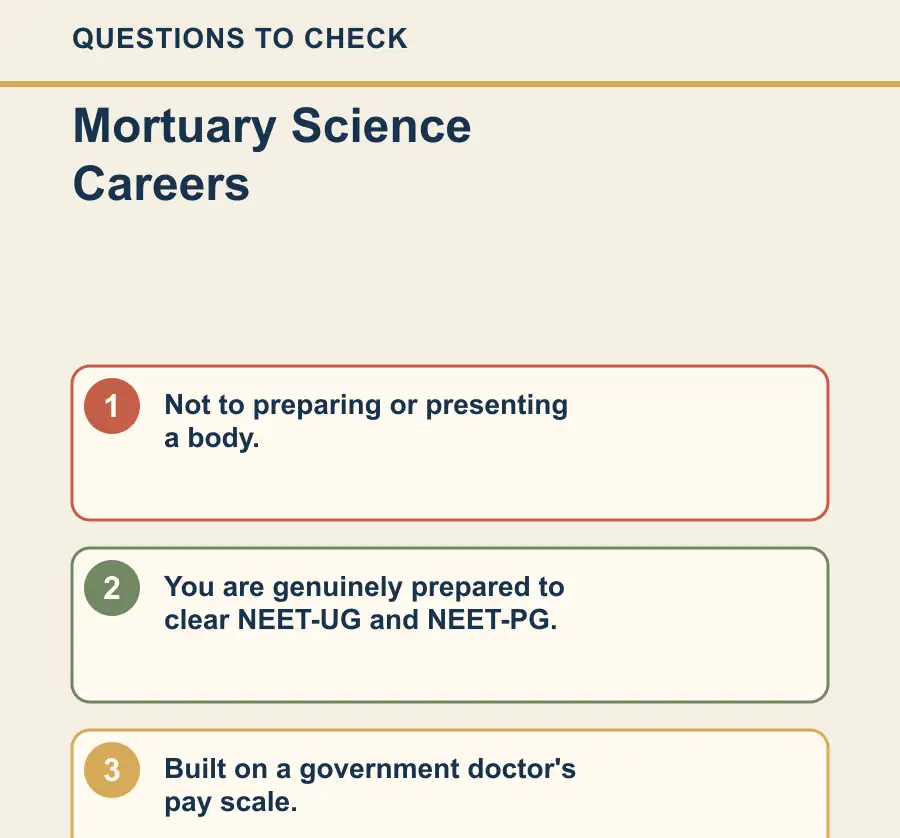 QUESTIONS TO CHECK
Mortuary Science
Careers
1
Not to preparing or presenting
a body.
2
You are genuinely prepared to
clear NEET-UG and NEET-PG.
3
Built on a government doctor's
pay scale.